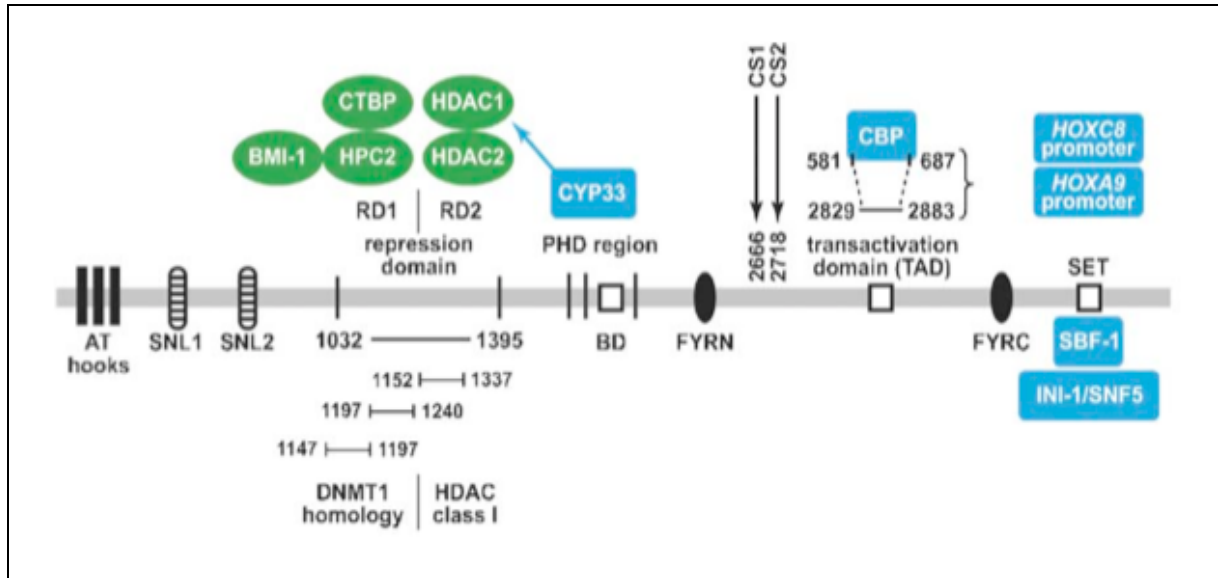 CTBP
HDAC1
BMI-1
HPC2
HDAC2
CYP33
RD1
RD2
repression
domain
PHD region
CS1
CS2
2666
2718
CBP
581
687
2829
2883
transactivation
domain (TAD)
HOXC8
promoter
HOXA9
promoter
SET
AT
hooks
SNL1
SNL2
1032
1395
BD
FYRN
FYRC
SBF-1
INI-1/SNF5
1152
1337
1197
1240
1147
1197
DNMT1
homology
HDAC
class I